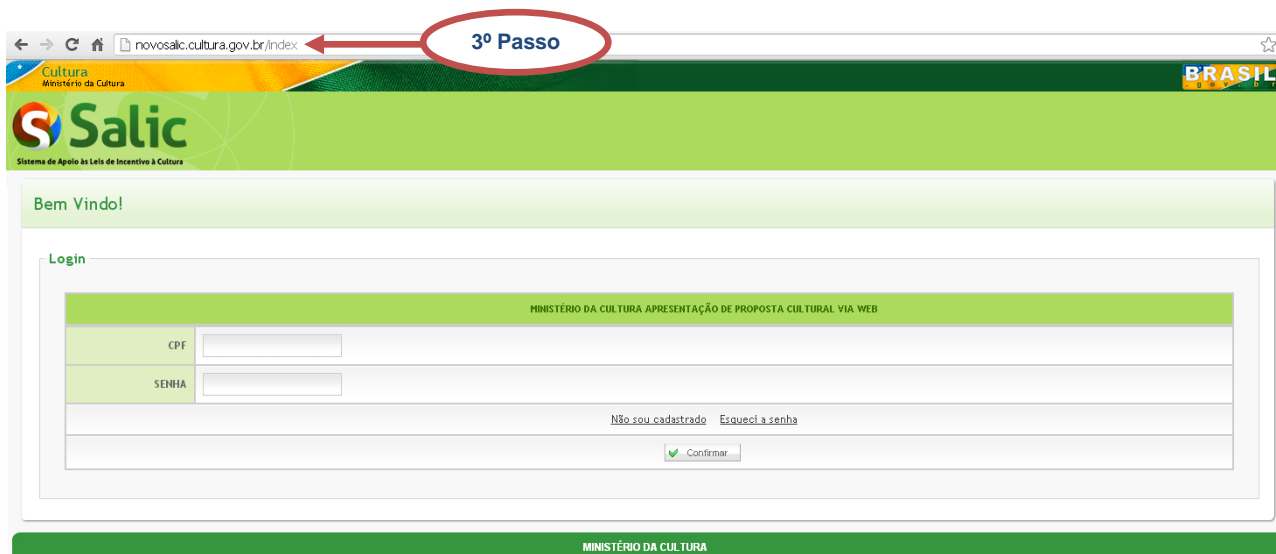 3º Passo
novosalic.cultura.gov.br/index
Cultura
Ministério da Cultura
BRASIL
.gov.br
Salic
Sistema de Apoio às Leis de Incentivo à Cultura
Bem Vindo!
Login
MINISTÉRIO DA CULTURA APRESENTAÇÃO DE PROPOSTA CULTURAL VIA WEB
CPF
SENHA
Não sou cadastrado Esqueci a senha
Confirmar
MINISTÉRIO DA CULTURA